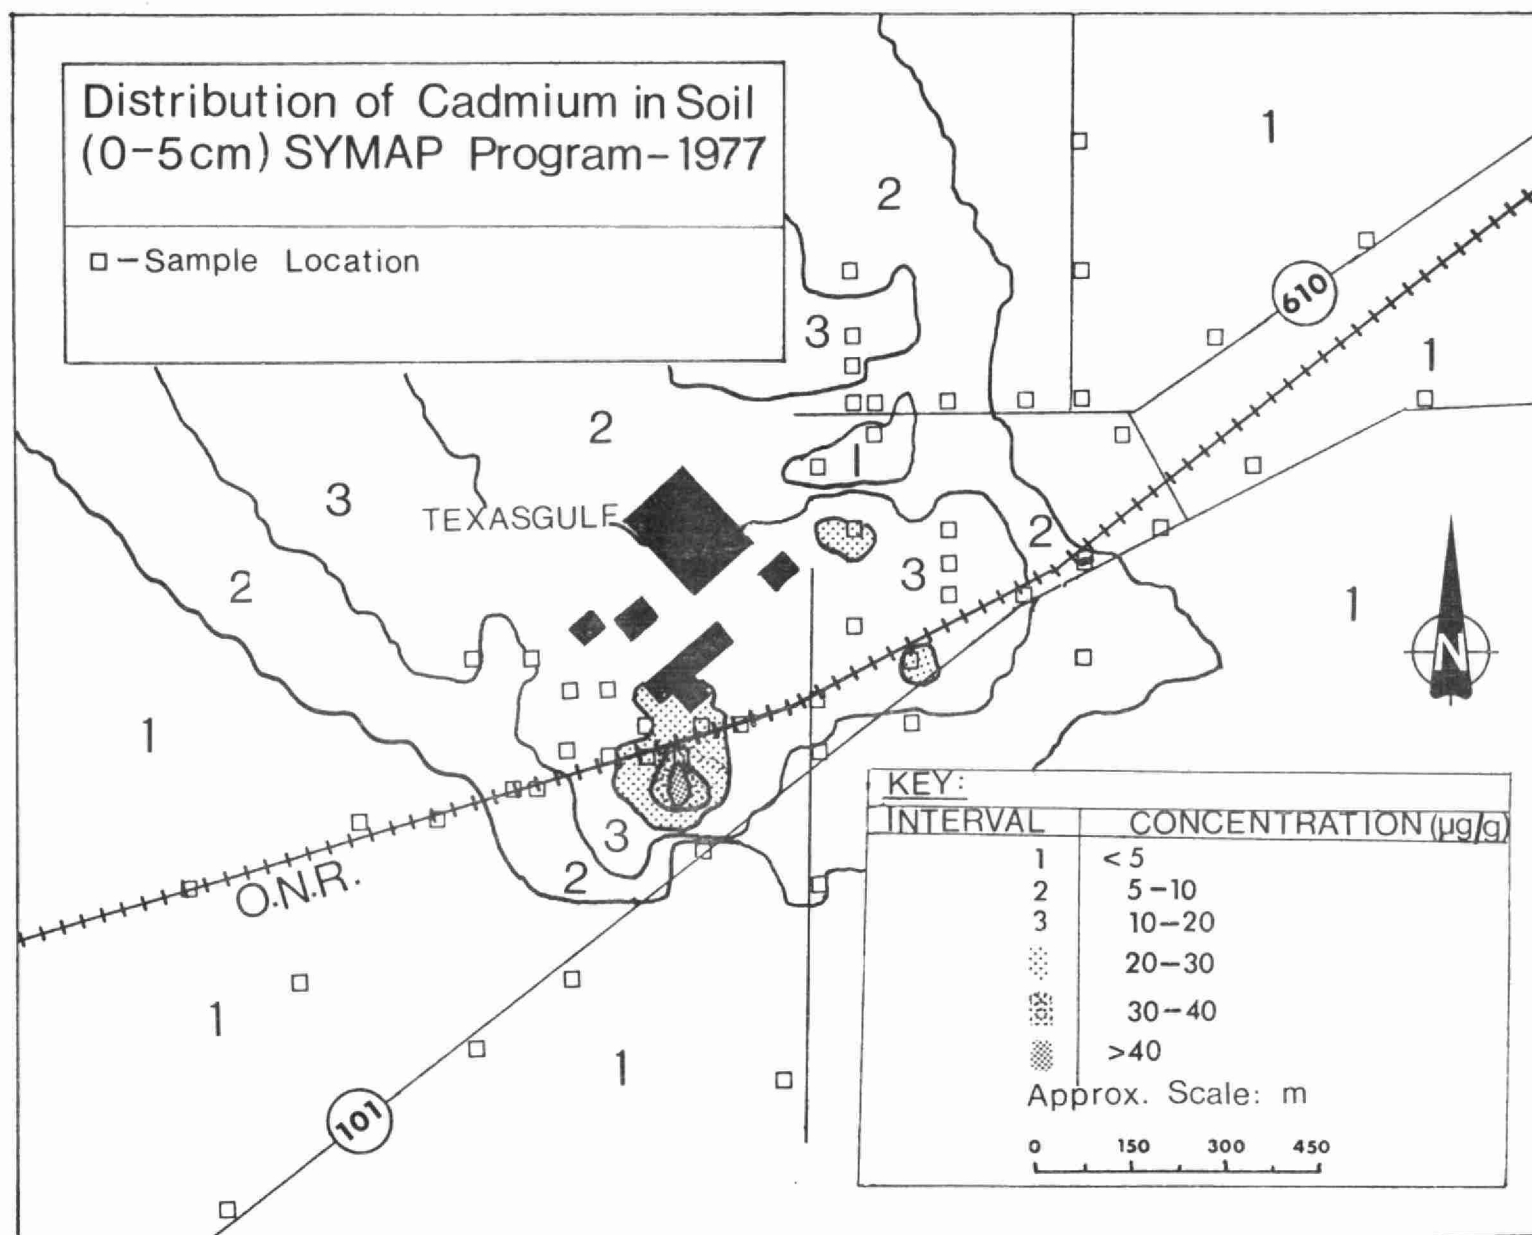 Distribution of Cadmium in Soil
(0-5cm) SYMAP Program-1977
□-Sample Location
1
2
3
610
1
2
1
3
TEXASGULF
2
3
1
2
1
N
1
3
2
O.N.R.
1
1
101
KEY:
INTERVAL CONCENTRATION (µg/g)
1 <5
2 5-10
3 10-20
20-30
30-40
>40
Approx. Scale: m
0 150 300 450